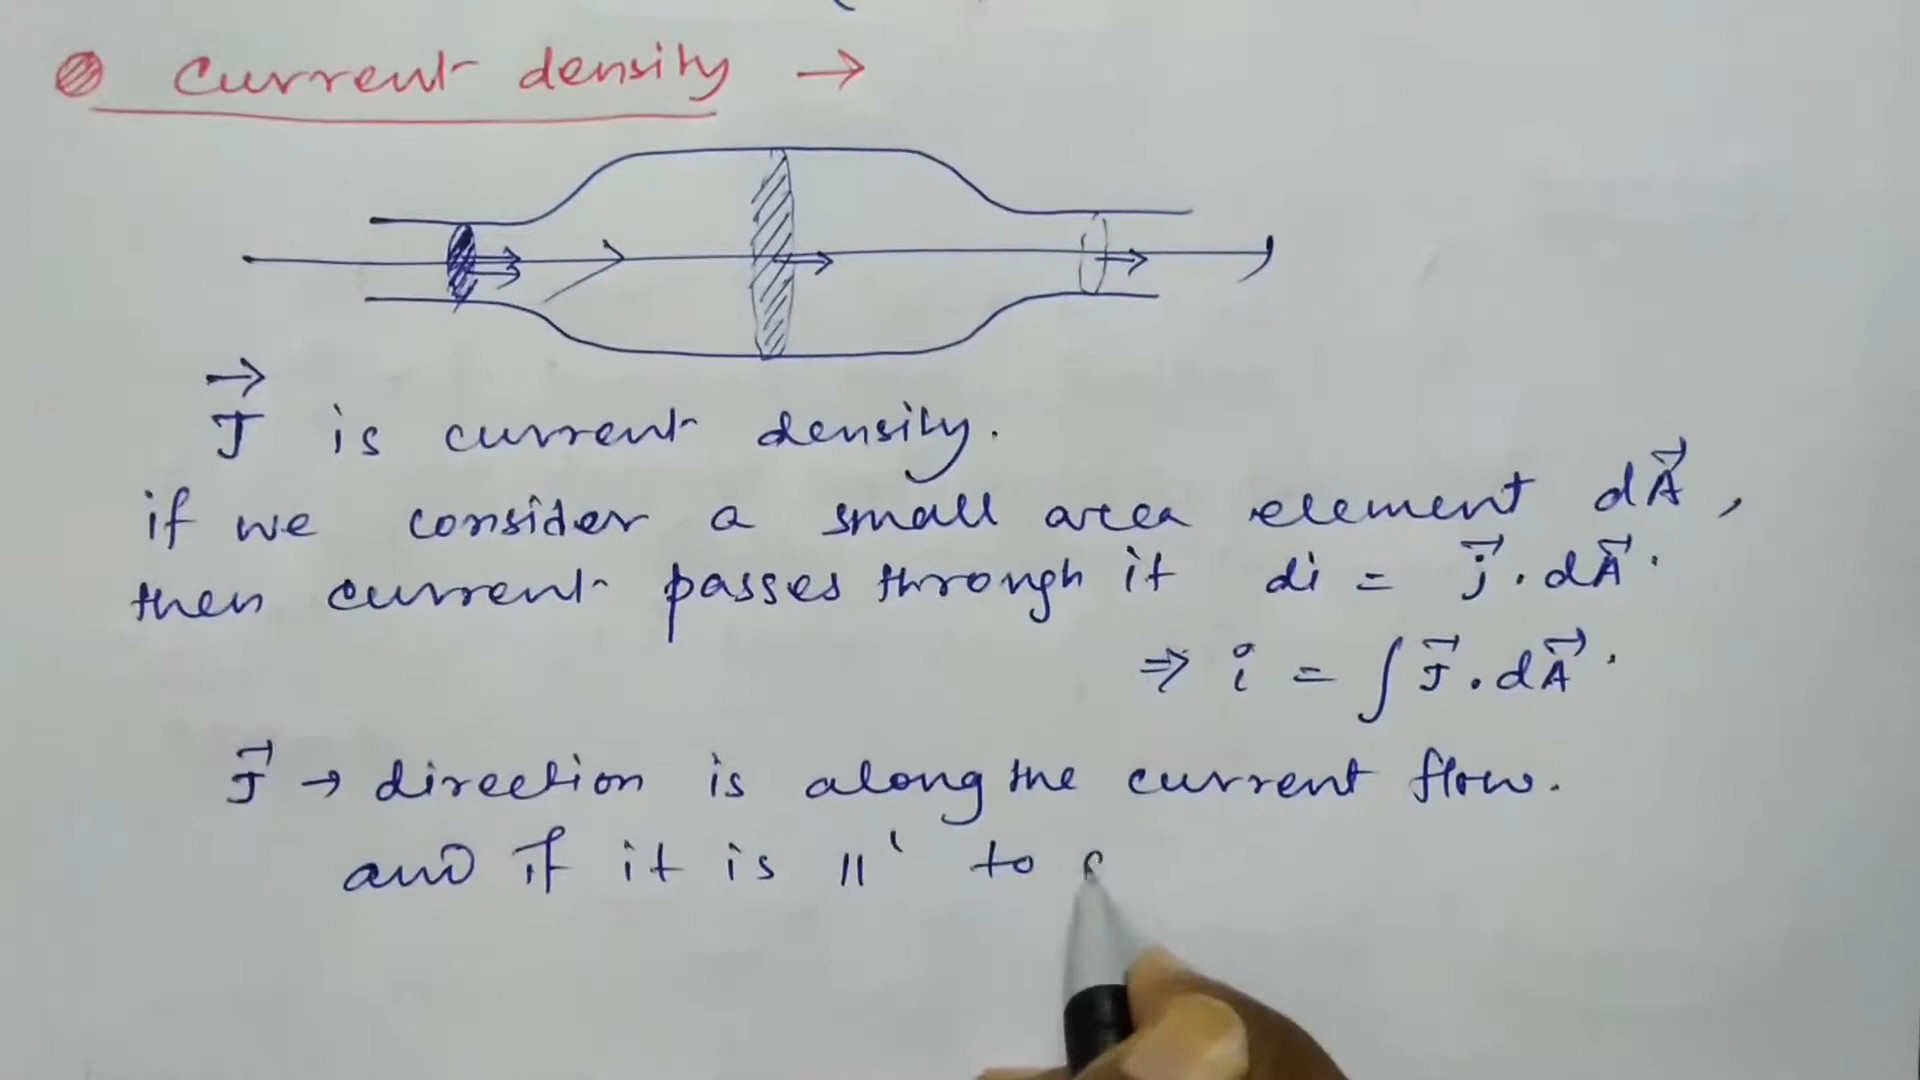 Current density →
J⃗ is current density.
if we consider a small area element dA⃗ ,
then current passes through it di = j⃗ . dA⃗ .
⇒ i = ∫ J⃗ . dA⃗ .
J⃗ → direction is along the current flow.
and if it is || to